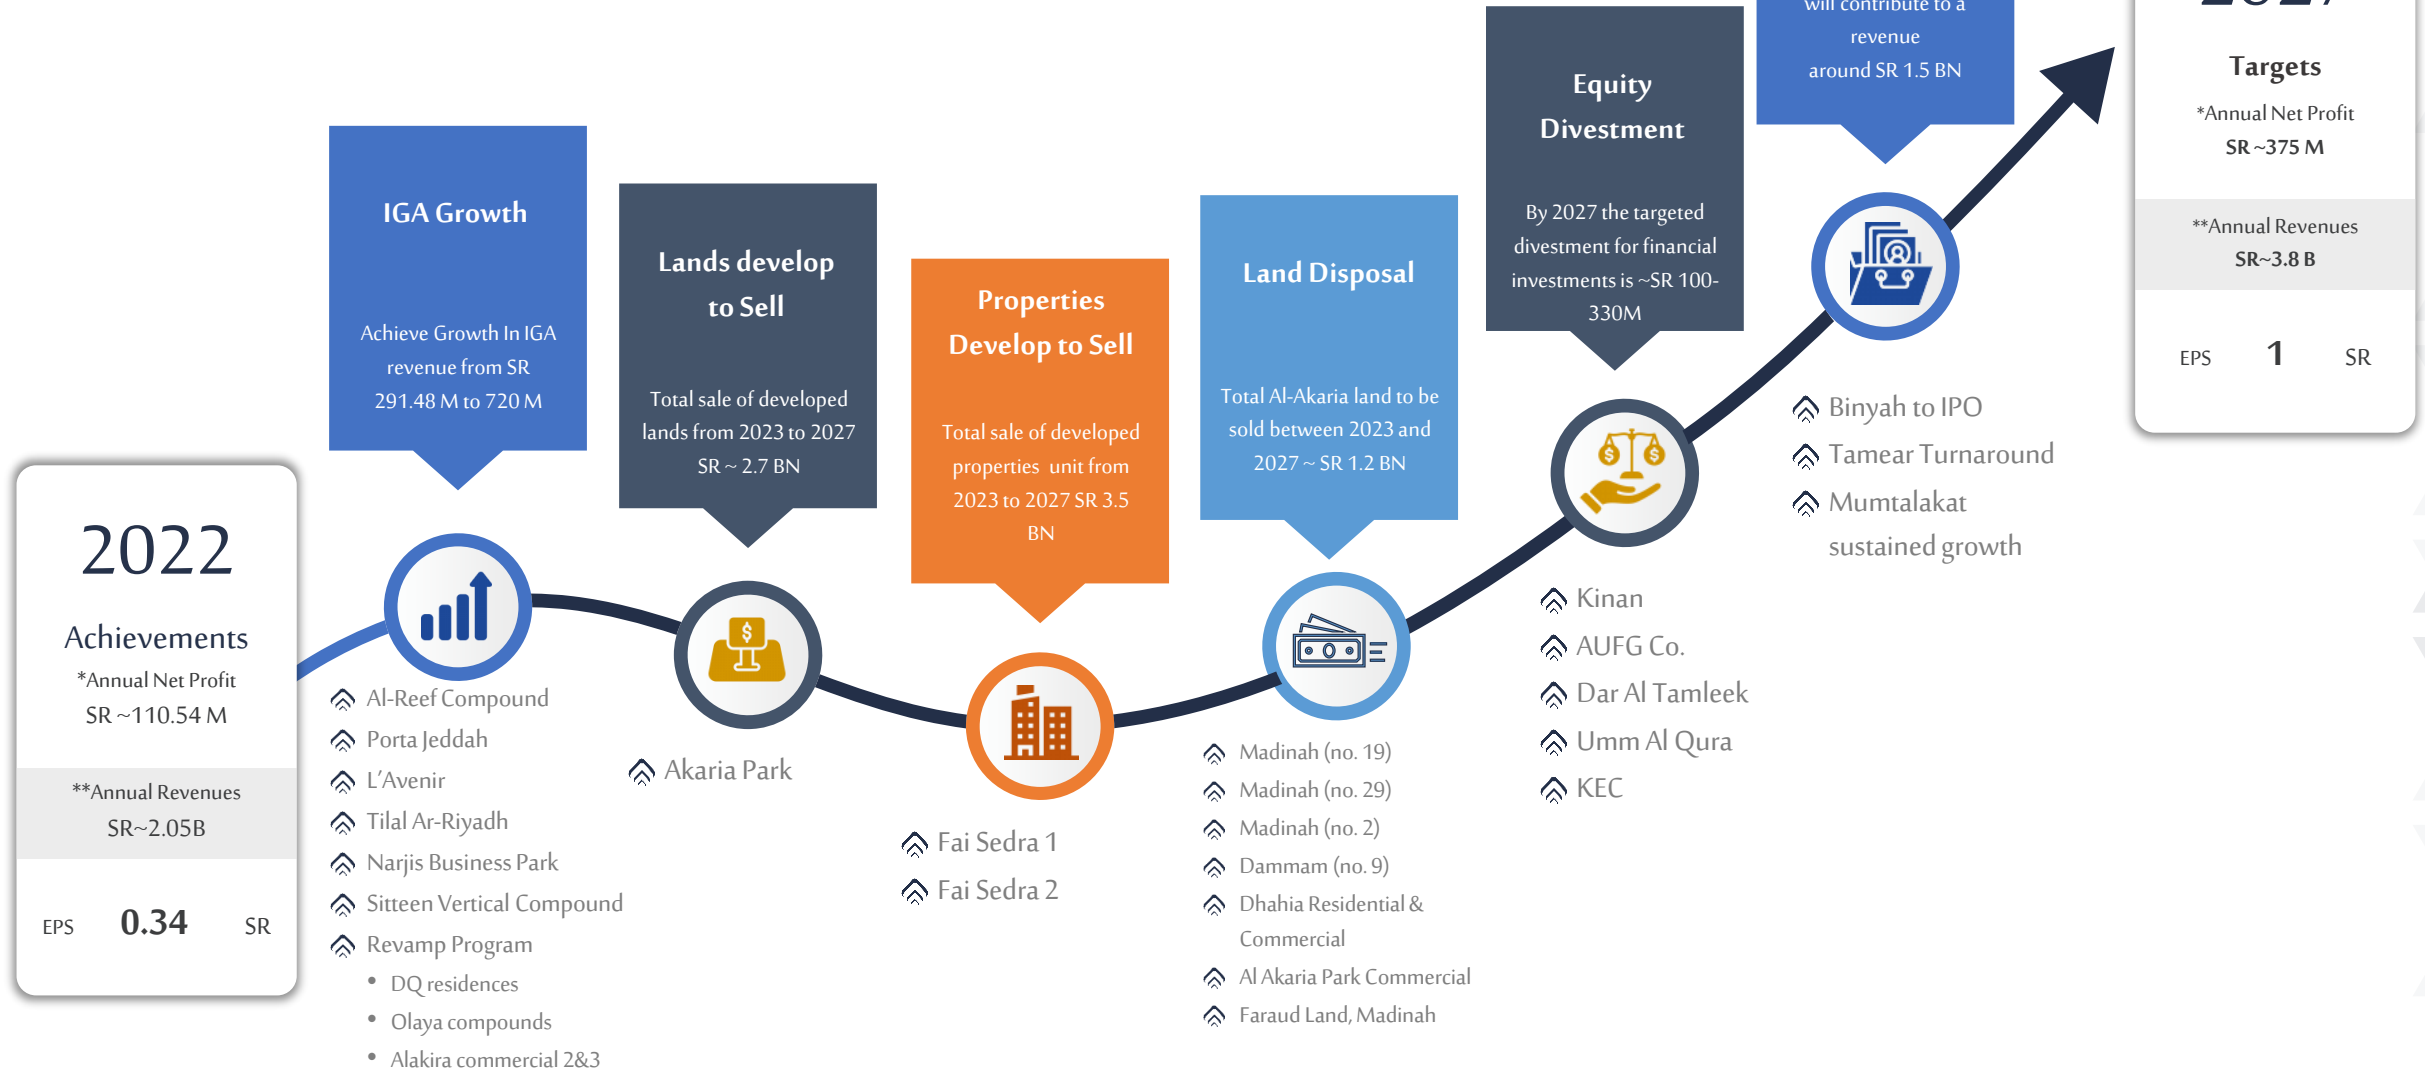 2022
Achievements
*Annual Net Profit
SR ~110.54 M
**Annual Revenues
SR~2.05B
EPS 0.34 SR
IGA Growth
Achieve Growth In IGA
revenue from SR
291.48 M to 720 M
Al-Reef Compound
Porta Jeddah
L'Avenir
Tilal Ar-Riyadh
Narjis Business Park
Sitteen Vertical Compound
Revamp Program
• DQ residences
• Olaya compounds
• Alakira commercial 2&3
Lands develop
to Sell
Total sale of developed
lands from 2023 to 2027
SR ~ 2.7 BN
Akaria Park
Properties
Develop to Sell
Total sale of developed
properties unit from
2023 to 2027 SR 3.5
BN
Fai Sedra 1
Fai Sedra 2
Land Disposal
Total Al-Akaria land to be
sold between 2023 and
2027 ~ SR 1.2 BN
Madinah (no. 19)
Madinah (no. 29)
Madinah (no. 2)
Dammam (no. 9)
Dhahia Residential &
Commercial
Al Akaria Park Commercial
Faraud Land, Madinah
Equity
Divestment
By 2027 the targeted
divestment for financial
investments is ~SR 100-
330M
Kinan
AUFG Co.
Dar Al Tamleek
Umm Al Qura
KEC
will contribute to a
revenue
around SR 1.5 BN
Binyah to IPO
Tamear Turnaround
Mumtalakat
sustained growth
2027
Targets
*Annual Net Profit
SR ~375 M
**Annual Revenues
SR~3.8 B
EPS 1 SR